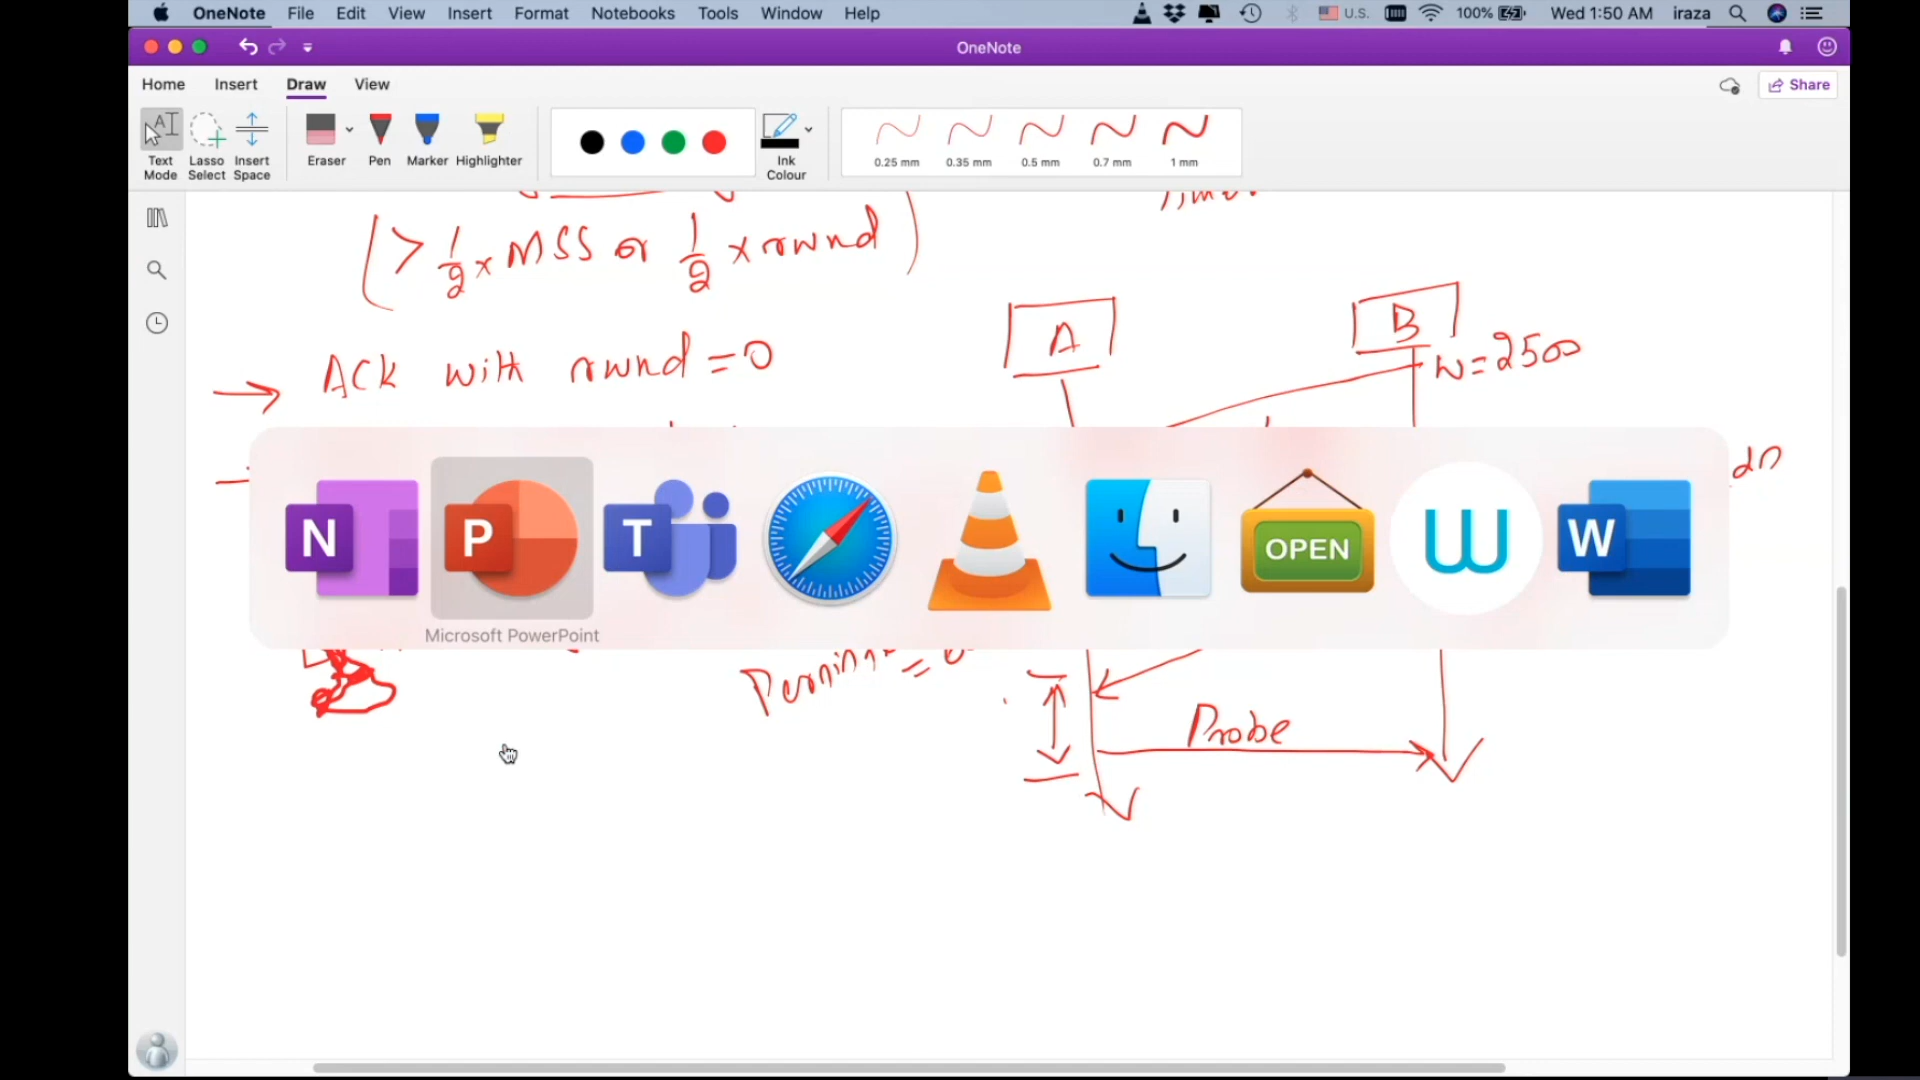 OneNote File Edit View Insert Format Notebooks Tools Window Help U.S. 100% Wed 1:50 AM iraza
OneNote
Home Insert Draw View Share
Text Mode
Lasso Select
Insert Space
Eraser
Pen
Marker
Highlighter
Ink Colour
0.25 mm
0.35 mm
0.5 mm
0.7 mm
1 mm
(> 1/2 x MSS or 1/2 x rwnd)
A
B
W=2500
→ ACK with rwnd = 0
N
P
T
OPEN
W
W
Microsoft PowerPoint
Probe